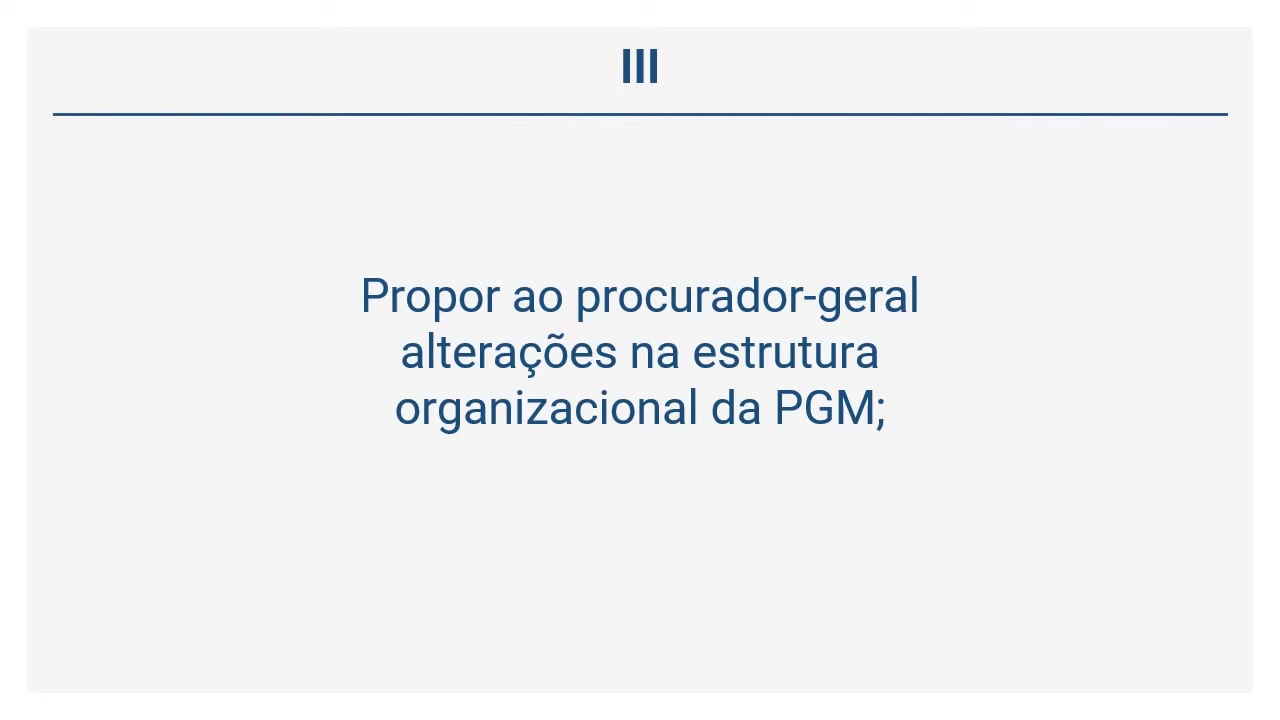 III
Propor ao procurador-geral
alterações na estrutura
organizacional da PGM;